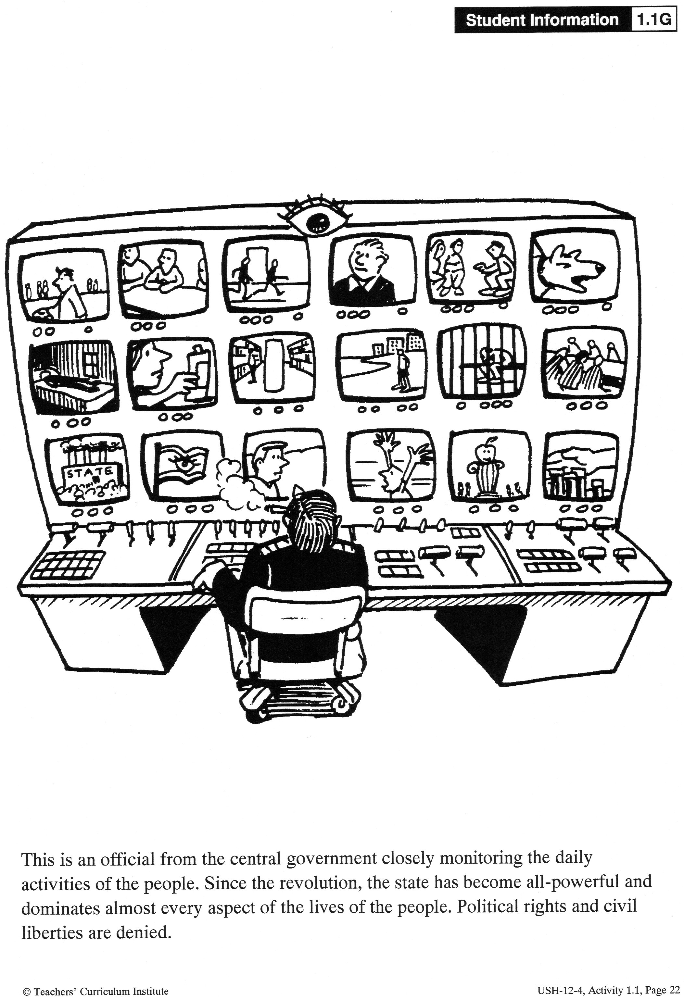 Student Information 1.1G
STATE
This is an official from the central government closely monitoring the daily
activities of the people. Since the revolution, the state has become all-powerful and
dominates almost every aspect of the lives of the people. Political rights and civil
liberties are denied.
© Teachers' Curriculum Institute
USH-12-4, Activity 1.1, Page 22